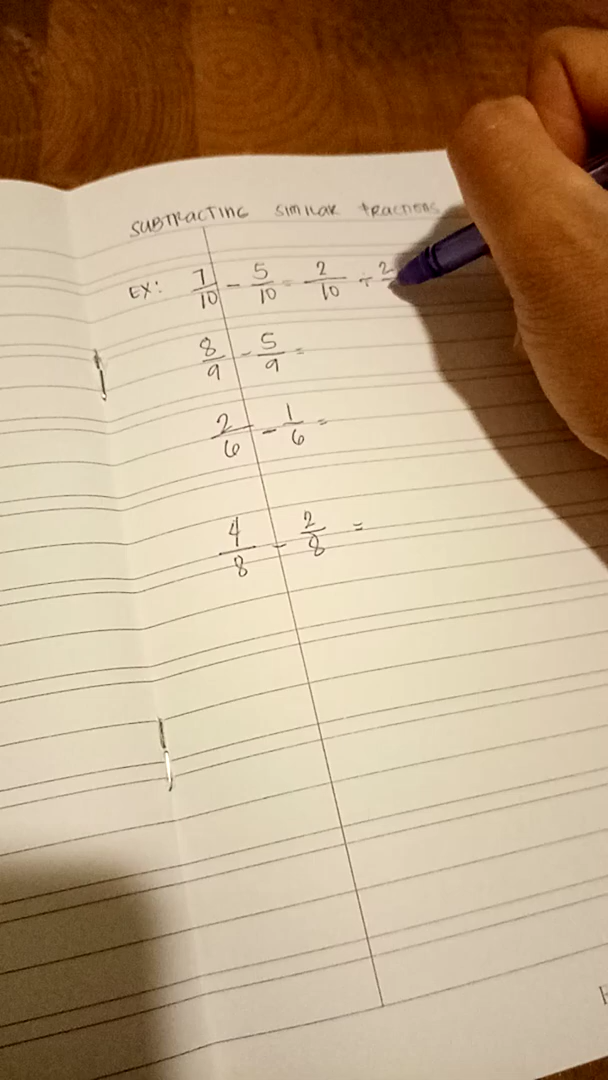 SUBTRACTING SIMILAR FRACTIONS
EX: 7/10 - 5/10 = 2/10 ÷ 2/
8/9 - 5/9 =
2/6 - 1/6 =
4/8 - 2/8 =